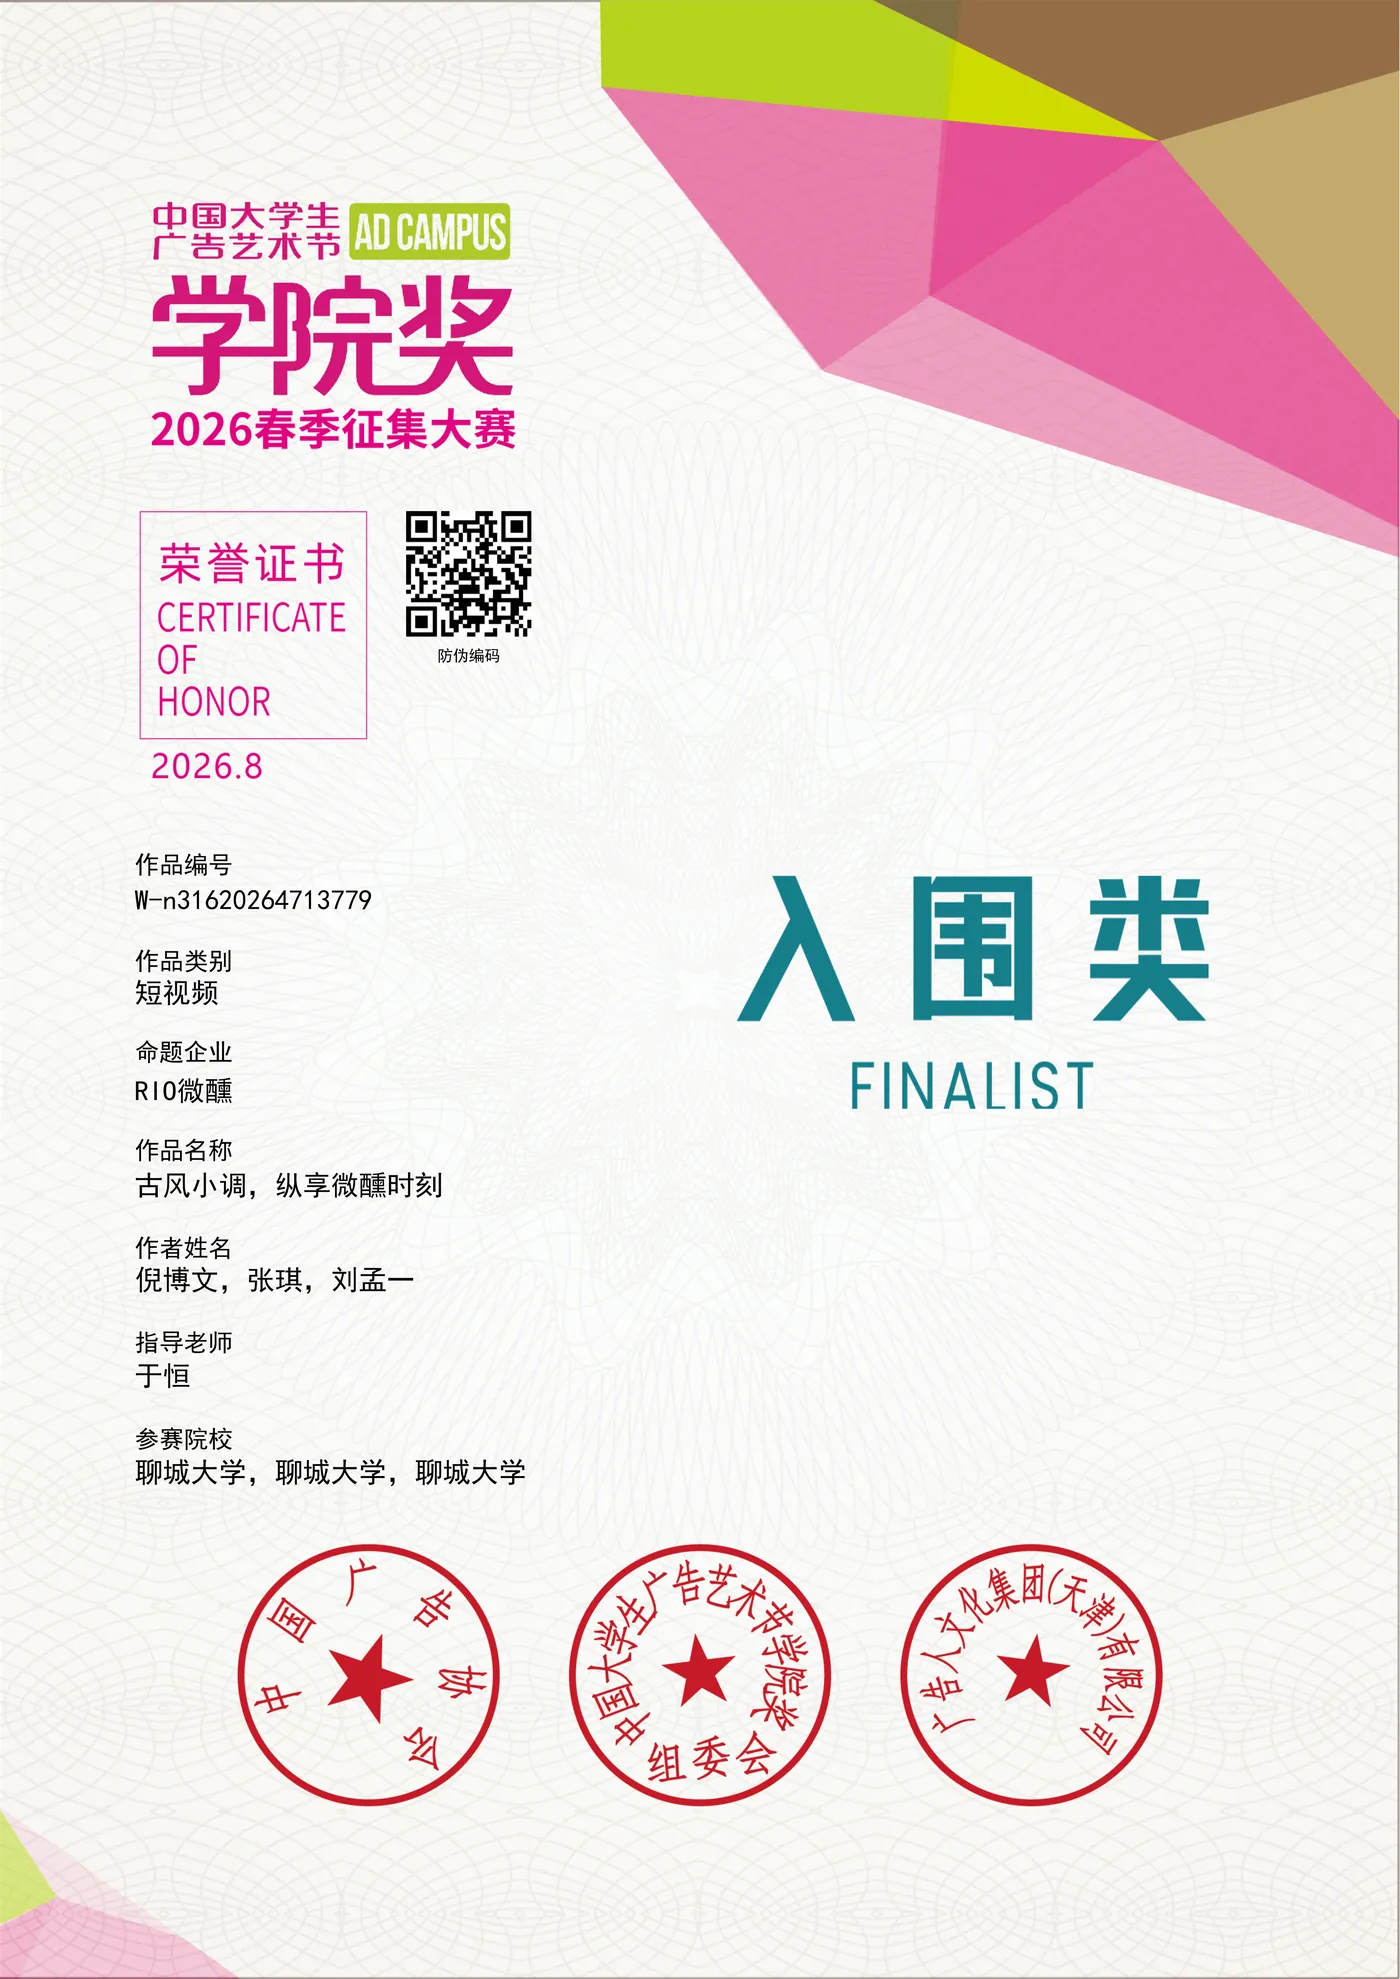 中国大学生
广告艺术节
AD CAMPUS
学院奖
2026春季征集大赛
荣誉证书
CERTIFICATE
OF
HONOR
防伪编码
2026.8
作品编号
W-n31620264713779
作品类别
短视频
命题企业
RIO微醺
作品名称
古风小调，纵享微醺时刻
作者姓名
倪博文，张琪，刘孟一
指导老师
于恒
参赛院校
聊城大学，聊城大学，聊城大学
入围类
FINALIST
中国广告协会
中国大学生广告艺术节学院奖
组委会
广告人文化集团(天津)有限公司